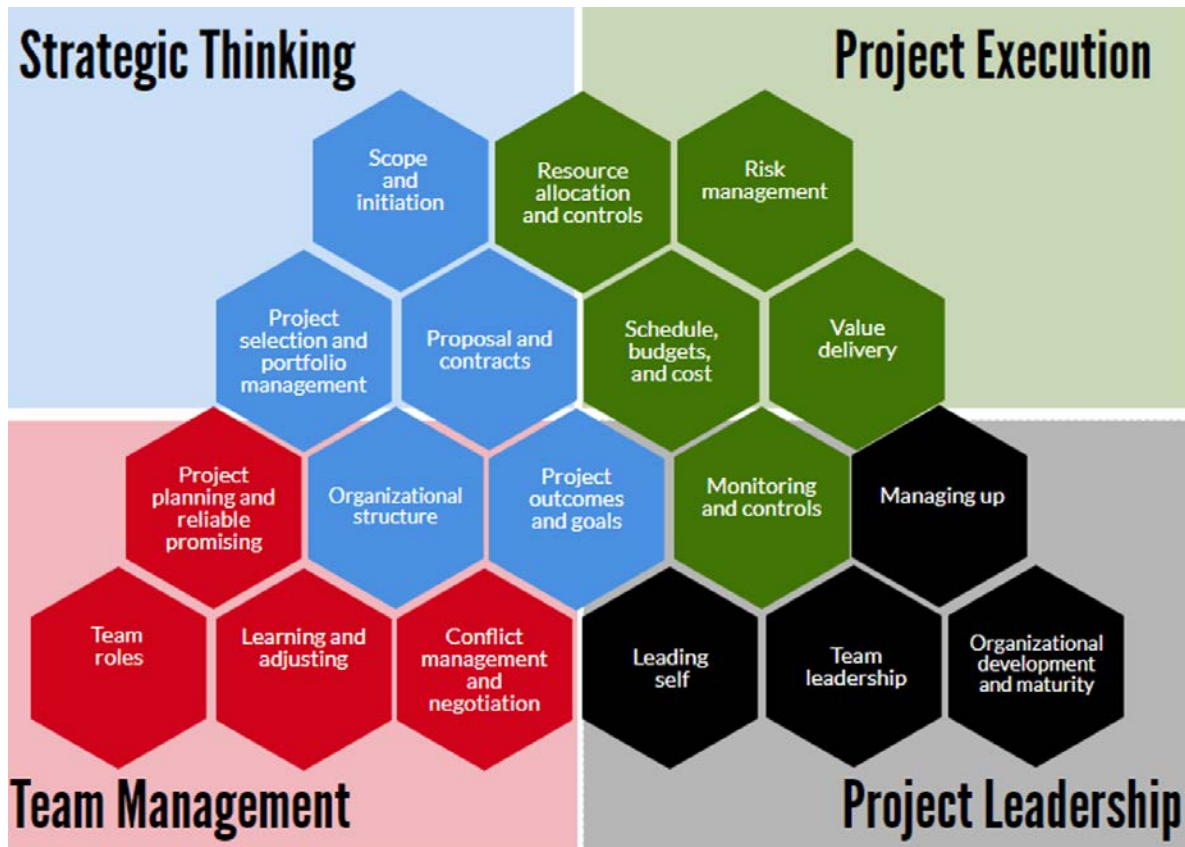 Strategic Thinking
Project Execution
Scope
and
initiation
Resource
allocation
and controls
Risk
management
Project
selection and
portfolio
management
Proposal and
contracts
Schedule,
budgets,
and cost
Value
delivery
Project
planning and
reliable
promising
Organizational
structure
Project
outcomes
and goals
Monitoring
and controls
Managing up
Team
roles
Learning and
adjusting
Conflict
management
and
negotiation
Leading
self
Team
leadership
Organizational
development
and maturity
Team Management
Project Leadership